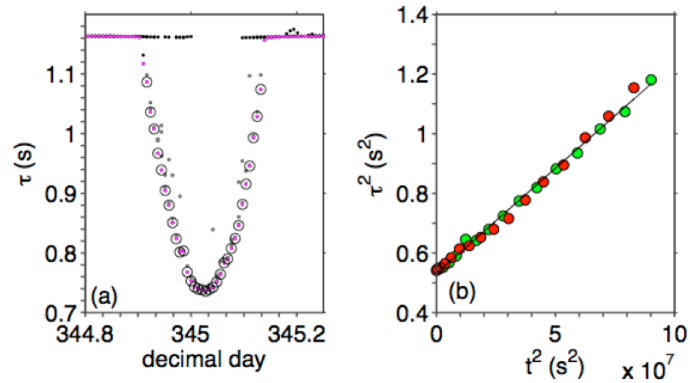 τ (s)
1.1
1
0.9
0.8
0.7
(a)
344.8
345
345.2
decimal day
τ² (s²)
1.4
1.2
1.0
0.8
0.6
0.4
(b)
0
5
10
t² (s²)
x 10⁷